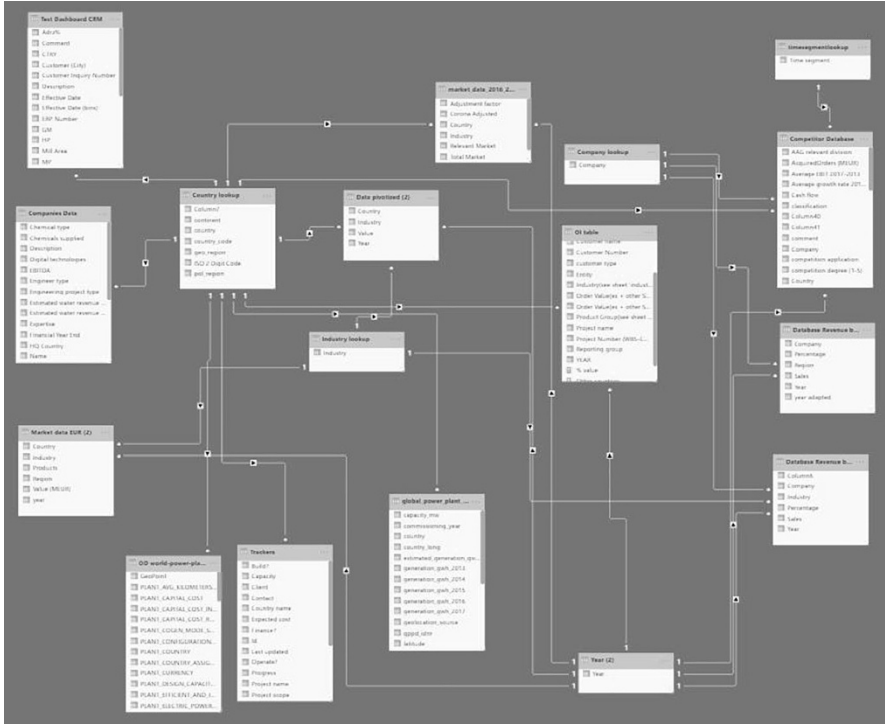 Test Dashboard CRM
Adra%
Comment
CTRY
Customer (City)
Customer Inquiry Number
Description
Effective Date
Effective Date (bins)
ERP Number
GM
HP
Mill Area
MP
timesegmentlookup
Time segment
market_data_2016_2...
Adjustment factor
Corona Adjusted
Country
Industry
Relevant Market
Total Market
Company lookup
Company
Competitor Database
AAG relevant division
AcquiredOrders (MEUR)
Average EBIT 2017-2013
Average growth rate 201...
Cash flow
classification
Column40
Column41
comment
Company
competition application
competition degree (1-5)
Country
Country lookup
Column7
continent
country
country_code
geo_region
ISO 2 Digit Code
pol_region
Data pivotized (2)
Country
Industry
Value
Year
Companies Data
Chemical type
Chemicals supplied
Description
Digital technologies
EBITDA
Engineer type
Engineering project type
Estimated water revenue ...
Estimated water revenue ...
Expertise
Financial Year End
HQ Country
Name
OI table
Customer name
Customer Number
customer type
Entity
Industry(see sheet 'indust...
Order Value(es + other S...
Order Value(es + other S...
Product Group(see sheet ...
Project name
Project Number (WBS-L...
Reporting group
YEAR
% value
Industry lookup
Industry
Database Revenue b...
Company
Percentage
Region
Sales
Year
year adapted
Market data EUR (2)
Country
Industry
Products
Region
Value (MEUR)
year
Database Revenue b...
ColumnA
Company
Industry
Percentage
Sales
Year
global_power_plant_...
capacity_mw
commissioning_year
country
country_long
estimated_generation_gw...
generation_gwh_2013
generation_gwh_2014
generation_gwh_2015
generation_gwh_2016
generation_gwh_2017
geolocation_source
gppd_idnr
latitude
GD world-power-pla...
GeoPoint
PLANT_AVG_KILOMETERS...
PLANT_CAPITAL_COST
PLANT_CAPITAL_COST_IN...
PLANT_CAPITAL_COST_R...
PLANT_COGEN_MODE_S...
PLANT_CONFIGURATION...
PLANT_COUNTRY
PLANT_COUNTRY_ASSIG...
PLANT_CURRENCY
PLANT_DESIGN_CAPACIT...
PLANT_EFFICIENT_AND_I...
PLANT_ELECTRIC_POWER...
Trackers
Build?
Capacity
Client
Contact
Country name
Expected cost
Finance?
Id
Last updated
Operate?
Progress
Project name
Project scope
Year (2)
Year